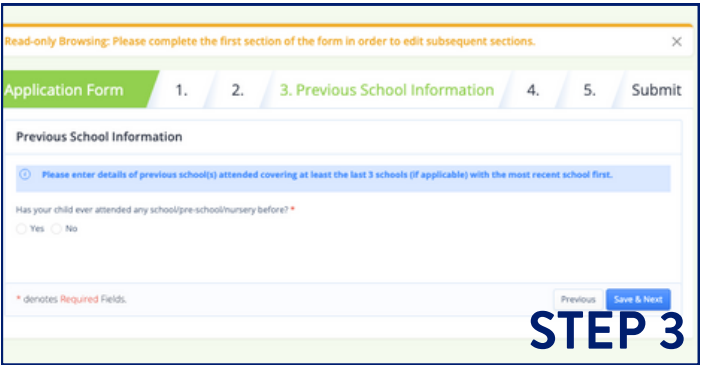 Read-only Browsing: Please complete the first section of the form in order to edit subsequent sections.
Application Form 1. 2. 3. Previous School Information 4. 5. Submit
Previous School Information
Please enter details of previous school(s) attended covering at least the last 3 schools (if applicable) with the most recent school first.
Has your child ever attended any school/pre-school/nursery before? *
Yes No
* denotes Required Fields.
Previous Save & Next
STEP 3